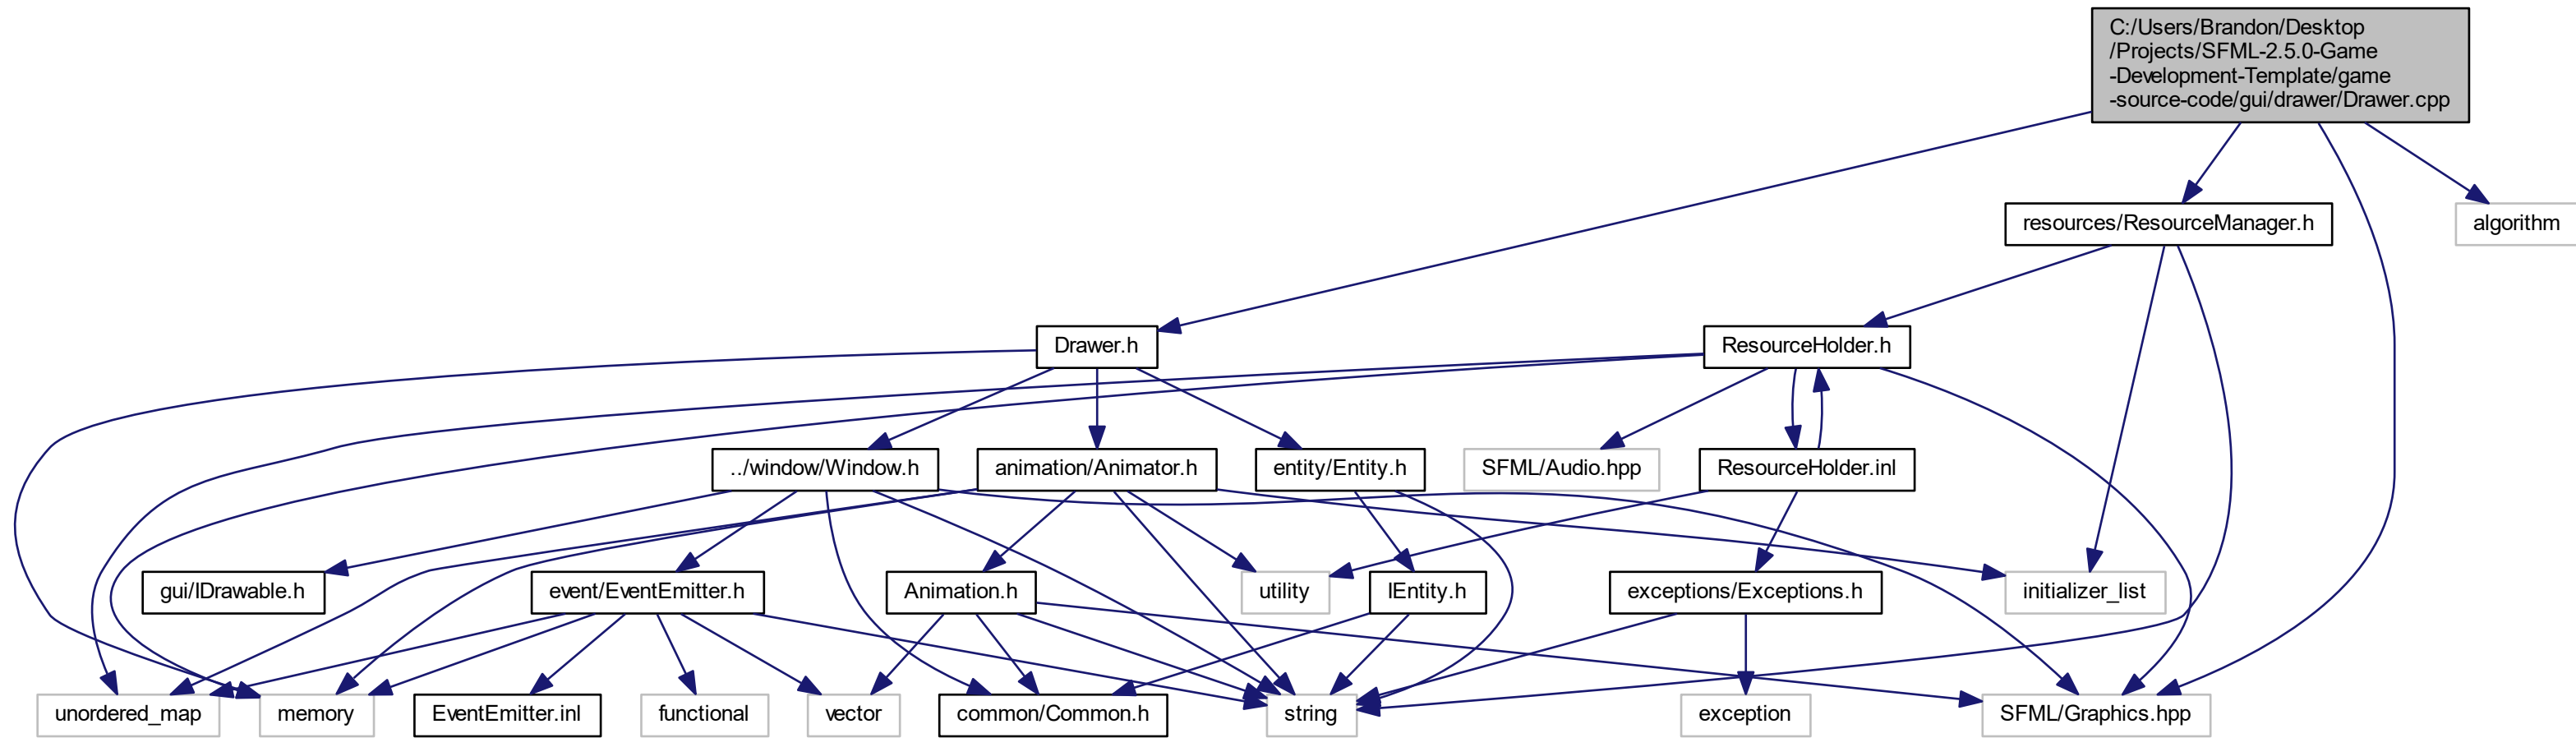 C:/Users/Brandon/Desktop
/Projects/SFML-2.5.0-Game
-Development-Template/game
-source-code/gui/drawer/Drawer.cpp
resources/ResourceManager.h
algorithm
Drawer.h
ResourceHolder.h
../window/Window.h
animation/Animator.h
entity/Entity.h
SFML/Audio.hpp
ResourceHolder.inl
gui/IDrawable.h
event/EventEmitter.h
Animation.h
utility
IEntity.h
exceptions/Exceptions.h
initializer_list
unordered_map
memory
EventEmitter.inl
functional
vector
common/Common.h
string
exception
SFML/Graphics.hpp